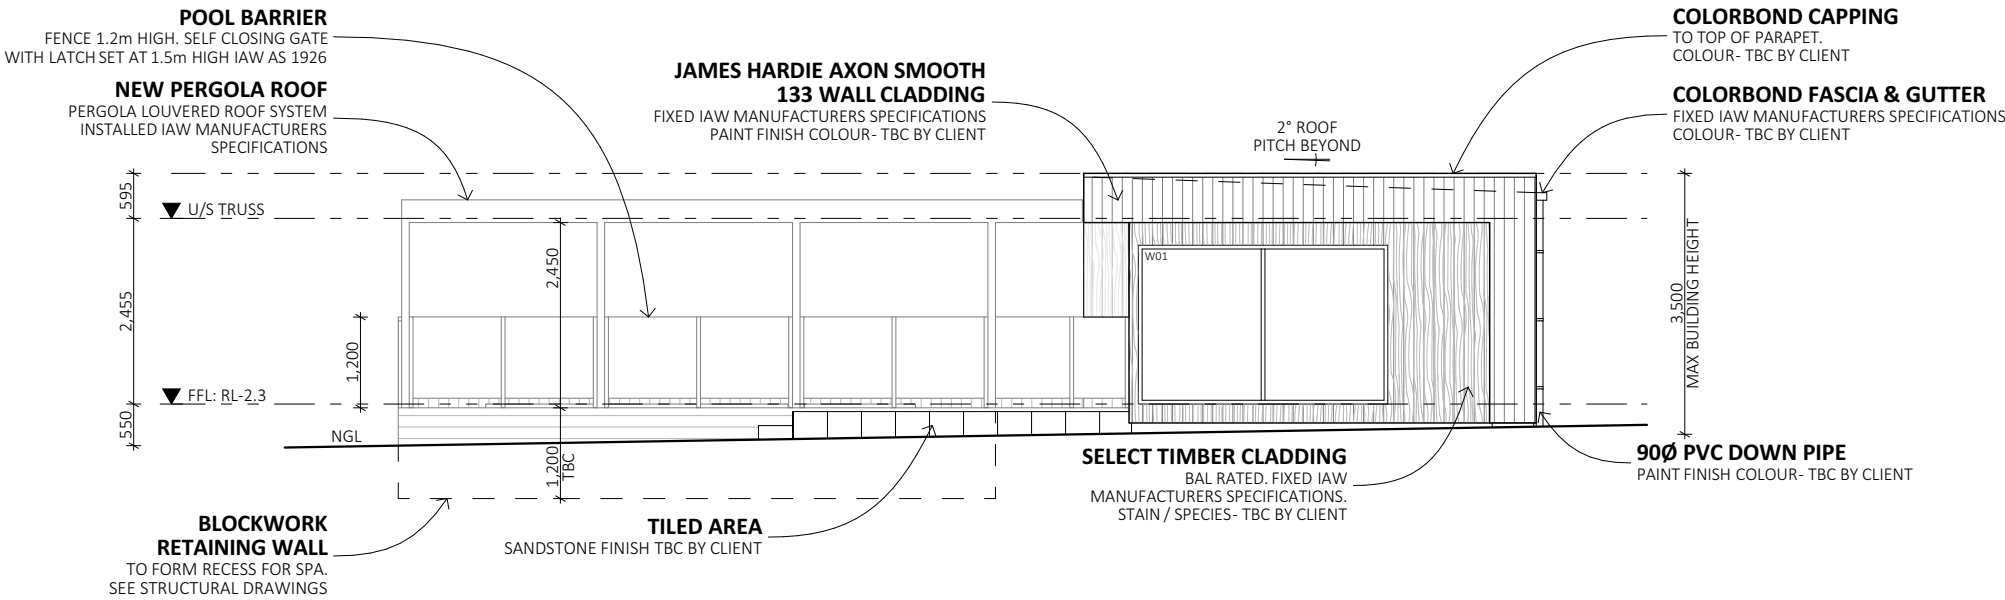 POOL BARRIER
FENCE 1.2m HIGH. SELF CLOSING GATE
WITH LATCH SET AT 1.5m HIGH IAW AS 1926
NEW PERGOLA ROOF
PERGOLA LOUVERED ROOF SYSTEM
INSTALLED IAW MANUFACTURERS
SPECIFICATIONS
JAMES HARDIE AXON SMOOTH
133 WALL CLADDING
FIXED IAW MANUFACTURERS SPECIFICATIONS
PAINT FINISH COLOUR- TBC BY CLIENT
COLORBOND CAPPING
TO TOP OF PARAPET.
COLOUR- TBC BY CLIENT
COLORBOND FASCIA & GUTTER
FIXED IAW MANUFACTURERS SPECIFICATIONS
COLOUR- TBC BY CLIENT
2° ROOF
PITCH BEYOND
595
U/S TRUSS
2,455
2,450
W01
3,500
MAX BUILDING HEIGHT
1,200
FFL: RL-2.3
550
NGL
1,200
TBC
SELECT TIMBER CLADDING
BAL RATED. FIXED IAW
MANUFACTURERS SPECIFICATIONS.
STAIN / SPECIES- TBC BY CLIENT
90Ø PVC DOWN PIPE
PAINT FINISH COLOUR- TBC BY CLIENT
BLOCKWORK
RETAINING WALL
TO FORM RECESS FOR SPA.
SEE STRUCTURAL DRAWINGS
TILED AREA
SANDSTONE FINISH TBC BY CLIENT